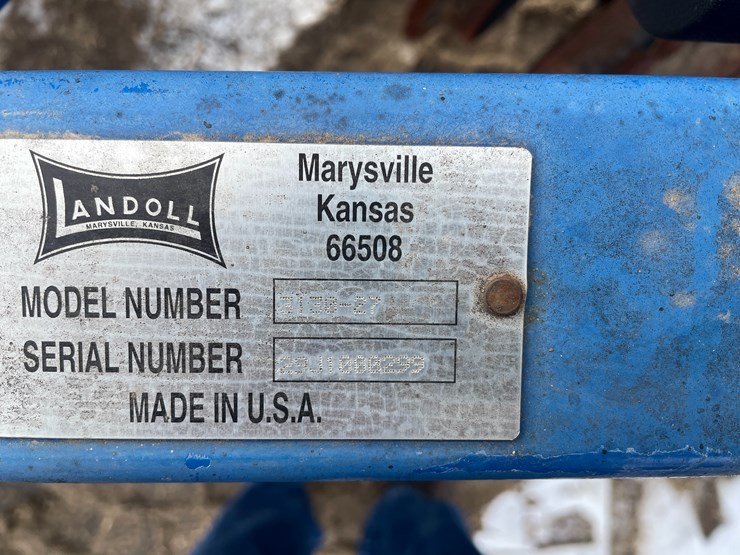 LANDOLL
MARYSVILLE, KANSAS
Marysville
Kansas
66508
MODEL NUMBER
SERIAL NUMBER
MADE IN U.S.A.